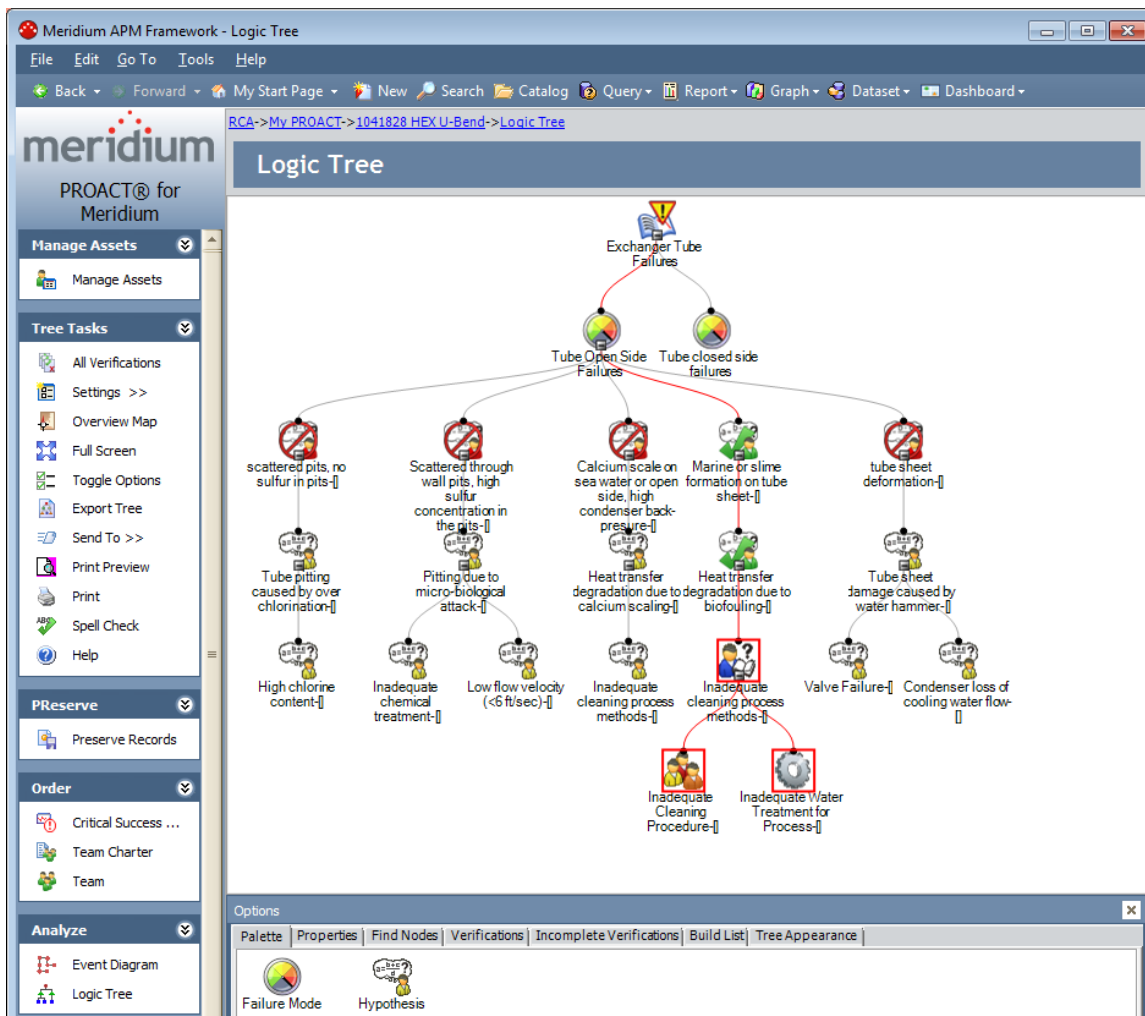 Meridium APM Framework - Logic Tree
File Edit Go To Tools Help
Back Forward My Start Page New Search Catalog Query Report Graph Dataset Dashboard
RCA->My PROACT->1041828 HEX U-Bend->Logic Tree
meridium
PROACT® for
Meridium
Logic Tree
Manage Assets
Manage Assets
Tree Tasks
All Verifications
Settings >>
Overview Map
Full Screen
Toggle Options
Export Tree
Send To >>
Print Preview
Print
Spell Check
Help
PReserve
Preserve Records
Order
Critical Success ...
Team Charter
Team
Analyze
Event Diagram
Logic Tree
Exchanger Tube
Failures
Tube Open Side
Failures
Tube closed side
failures
scattered pits, no
sulfur in pits-[]
Scattered through
wall pits, high
sulfur
concentration in
the pits-[]
Calcium scale on
sea water or open
side, high
condenser back-
presure-[]
Marine or slime
formation on tube
sheet-[]
tube sheet
deformation-[]
Tube pitting
caused by over
chlorination-[]
Pitting due to
micro-biological
attack-[]
Heat transfer
degradation due to
calcium scaling-[]
Heat transfer
degradation due to
biofouling-[]
Tube sheet
damage caused by
water hammer-[]
High chlorine
content-[]
Inadequate
chemical
treatment-[]
Low flow velocity
(<6 ft/sec)-[]
Inadequate
cleaning process
methods-[]
Inadequate
cleaning process
methods-[]
Valve Failure-[]
Condenser loss of
cooling water flow-
[]
Inadequate
Cleaning
Procedure-[]
Inadequate Water
Treatment for
Process-[]
Options
Palette Properties Find Nodes Verifications Incomplete Verifications Build List Tree Appearance
Failure Mode Hypothesis